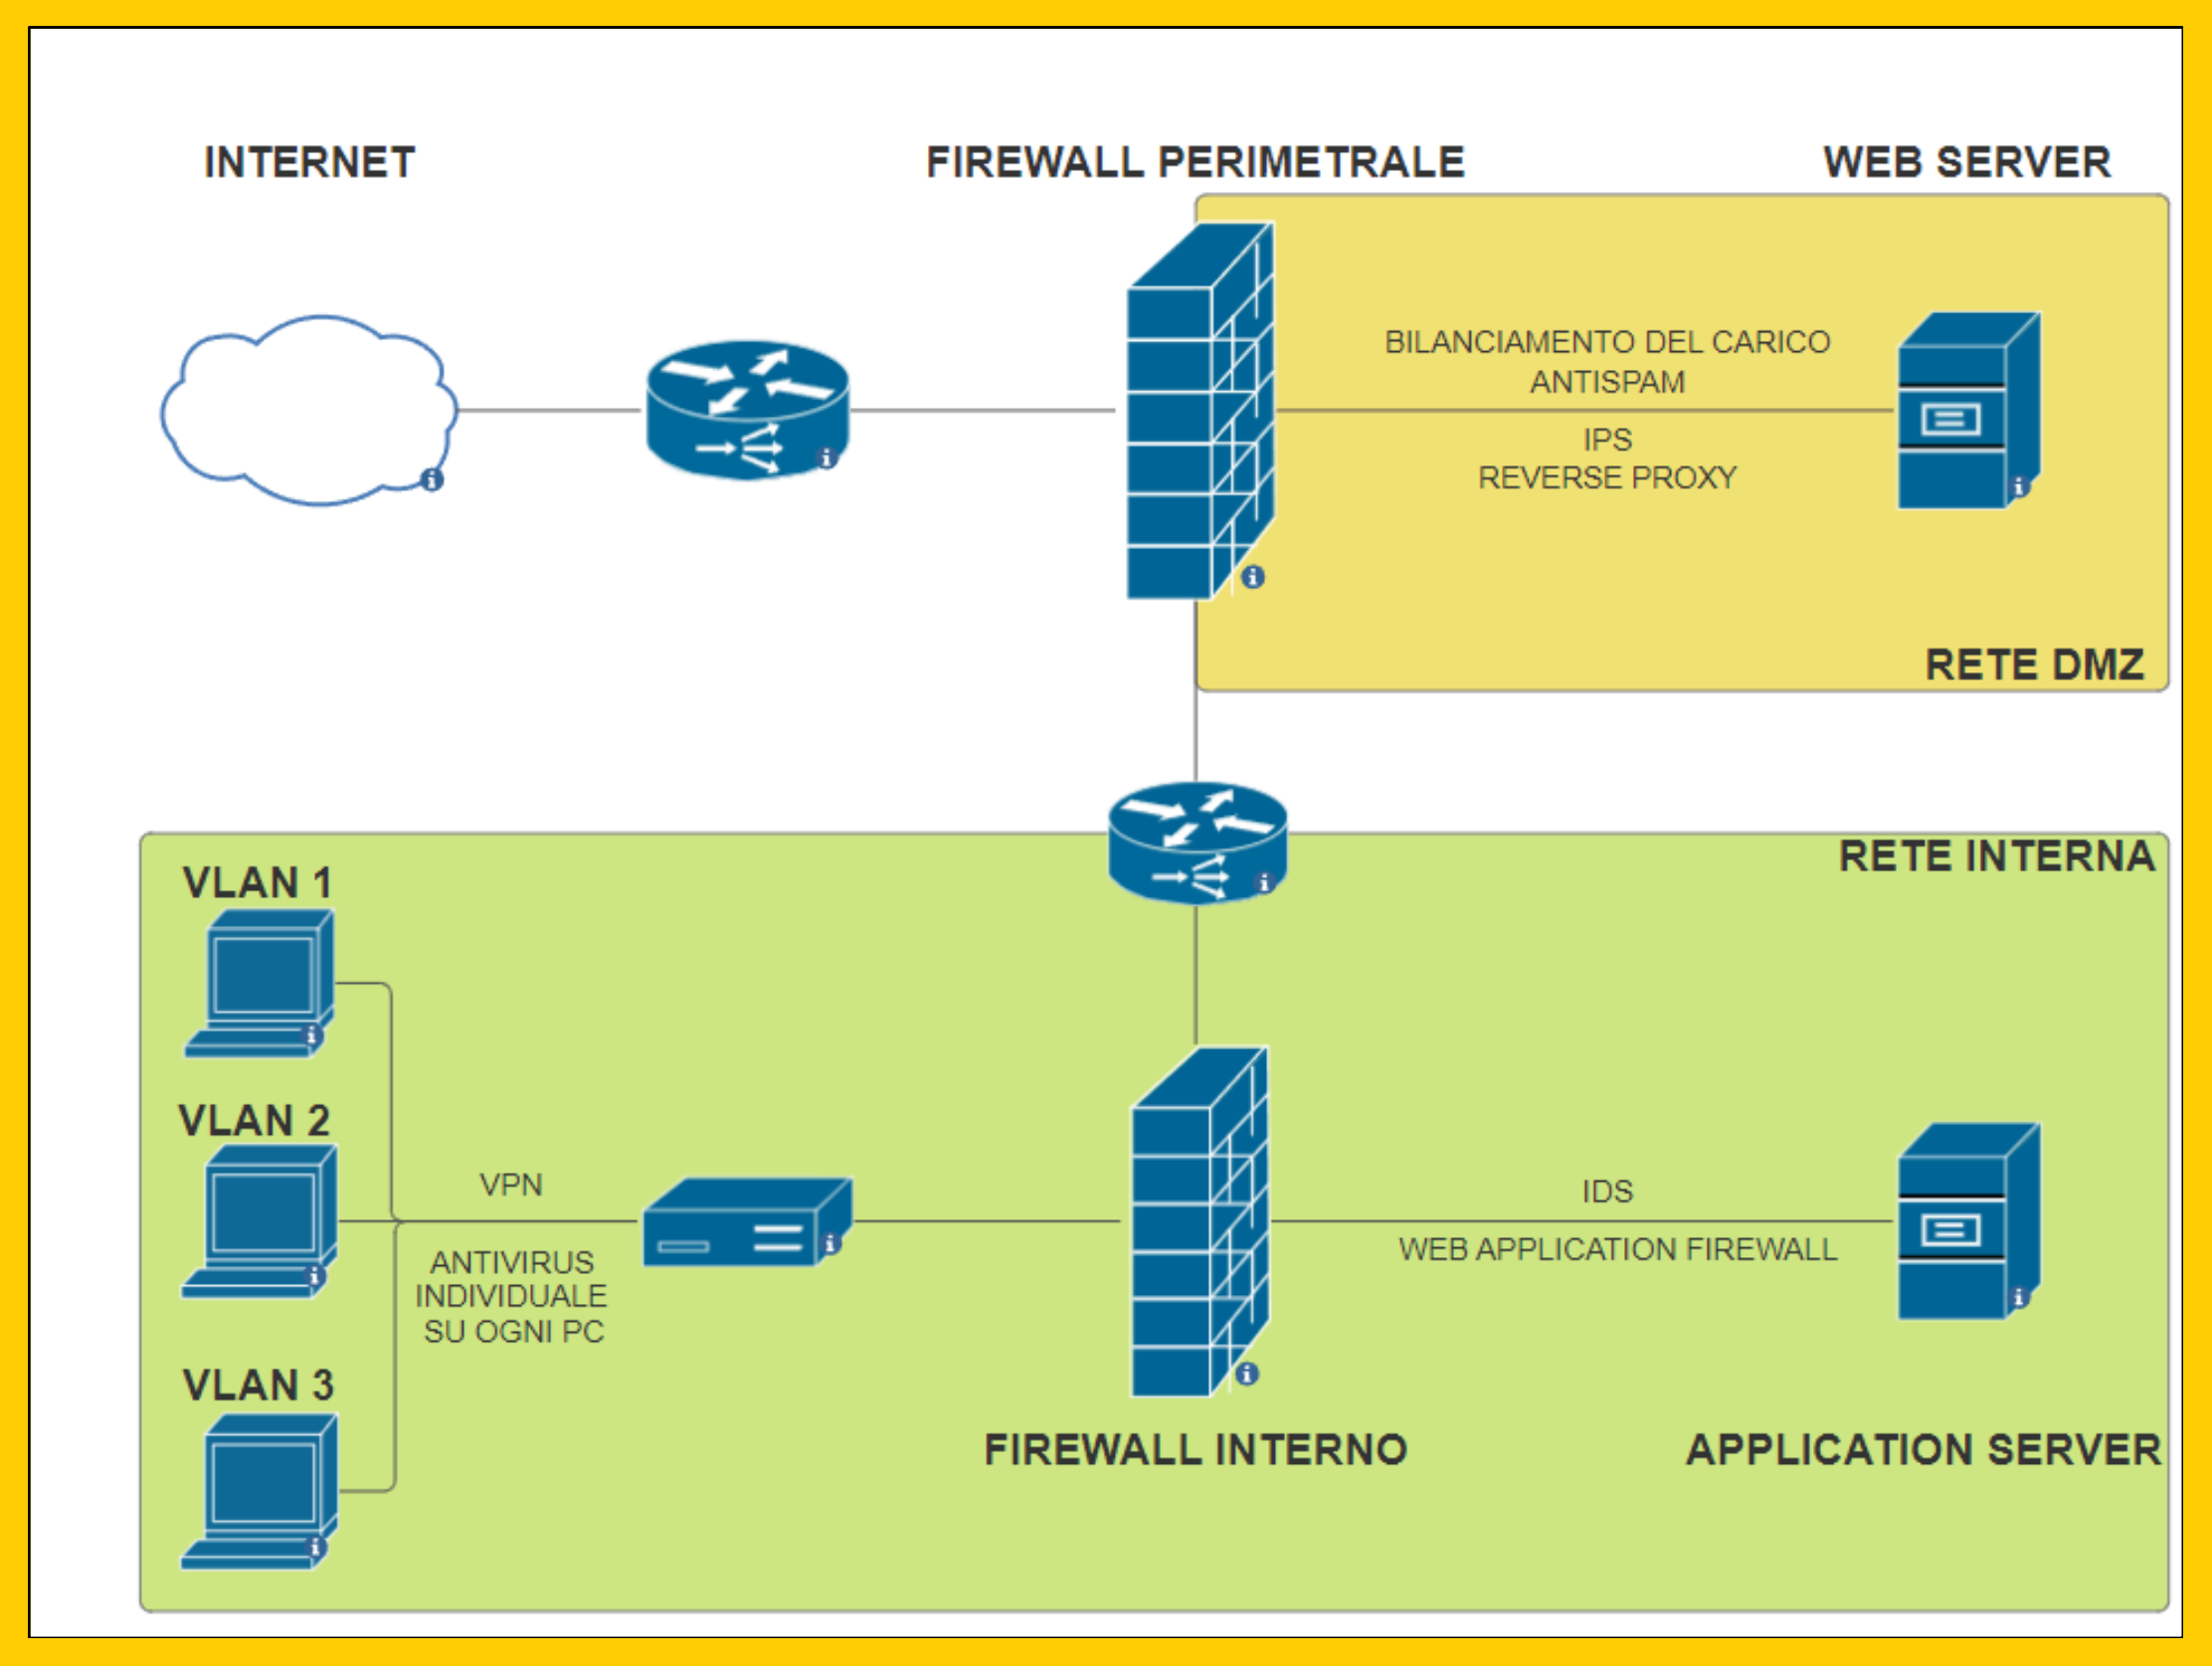 INTERNET
FIREWALL PERIMETRALE
WEB SERVER
BILANCIAMENTO DEL CARICO
ANTISPAM
IPS
REVERSE PROXY
RETE DMZ
RETE INTERNA
VLAN 1
VLAN 2
VPN
ANTIVIRUS
INDIVIDUALE
SU OGNI PC
IDS
WEB APPLICATION FIREWALL
VLAN 3
FIREWALL INTERNO
APPLICATION SERVER